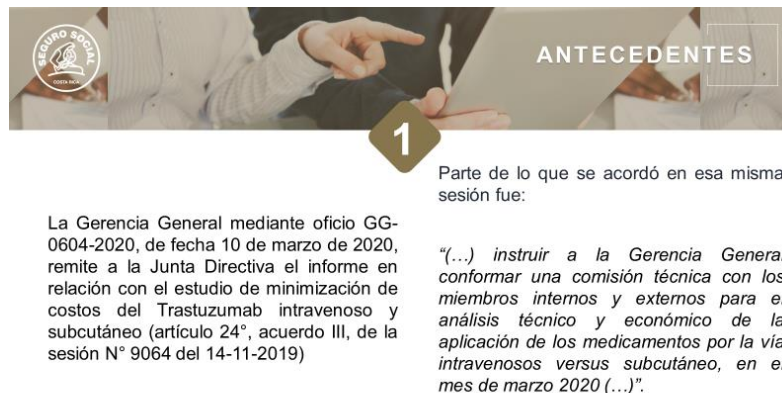 SEGURO SOCIAL
COSTA RICA
ANTECEDENTES
1
La Gerencia General mediante oficio GG-
0604-2020, de fecha 10 de marzo de 2020,
remite a la Junta Directiva el informe en
relación con el estudio de minimización de
costos del Trastuzumab intravenoso y
subcutáneo (artículo 24°, acuerdo III, de la
sesión N° 9064 del 14-11-2019)
Parte de lo que se acordó en esa misma
sesión fue:
“(…) instruir a la Gerencia General
conformar una comisión técnica con los
miembros internos y externos para el
análisis técnico y económico de la
aplicación de los medicamentos por la vía
intravenosos versus subcutáneo, en el
mes de marzo 2020 (…)”.